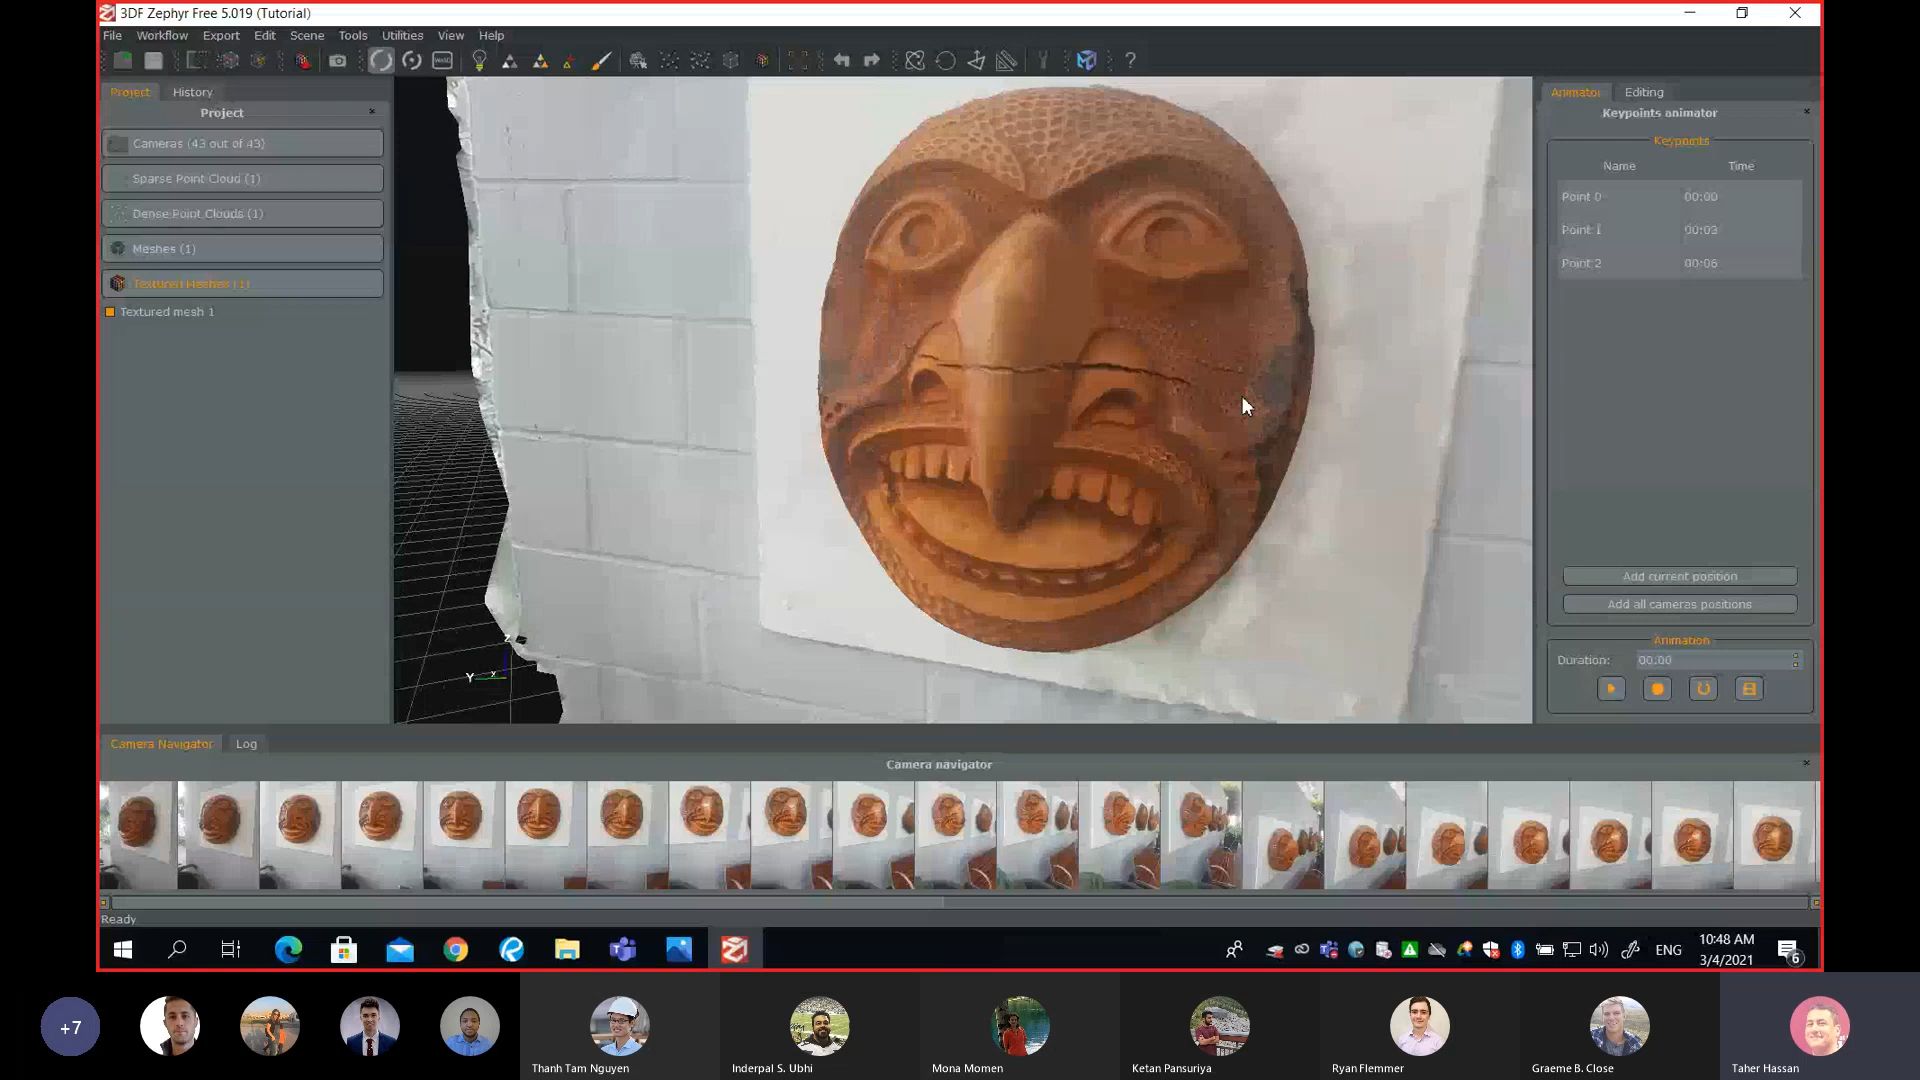 3DF Zephyr Free 5.019 (Tutorial)
File Workflow Export Edit Scene Tools Utilities View Help
Project History
Project
Cameras (43 out of 43)
Sparse Point Cloud (1)
Dense Point Clouds (1)
Meshes (1)
Textured Meshes (1)
Textured mesh 1
Z
Y
X
Animator Editing
Keypoints animator
Keypoints
Name Time
Point 0 00:00
Point 1 00:03
Point 2 00:06
Add current position
Add all cameras positions
Animation
Duration: 00:00
Camera Navigator Log
Camera navigator
Ready
ENG
10:48 AM
3/4/2021
6
+7
Thanh Tam Nguyen
Inderpal S. Ubhi
Mona Momen
Ketan Pansuriya
Ryan Flemmer
Graeme B. Close
Taher Hassan